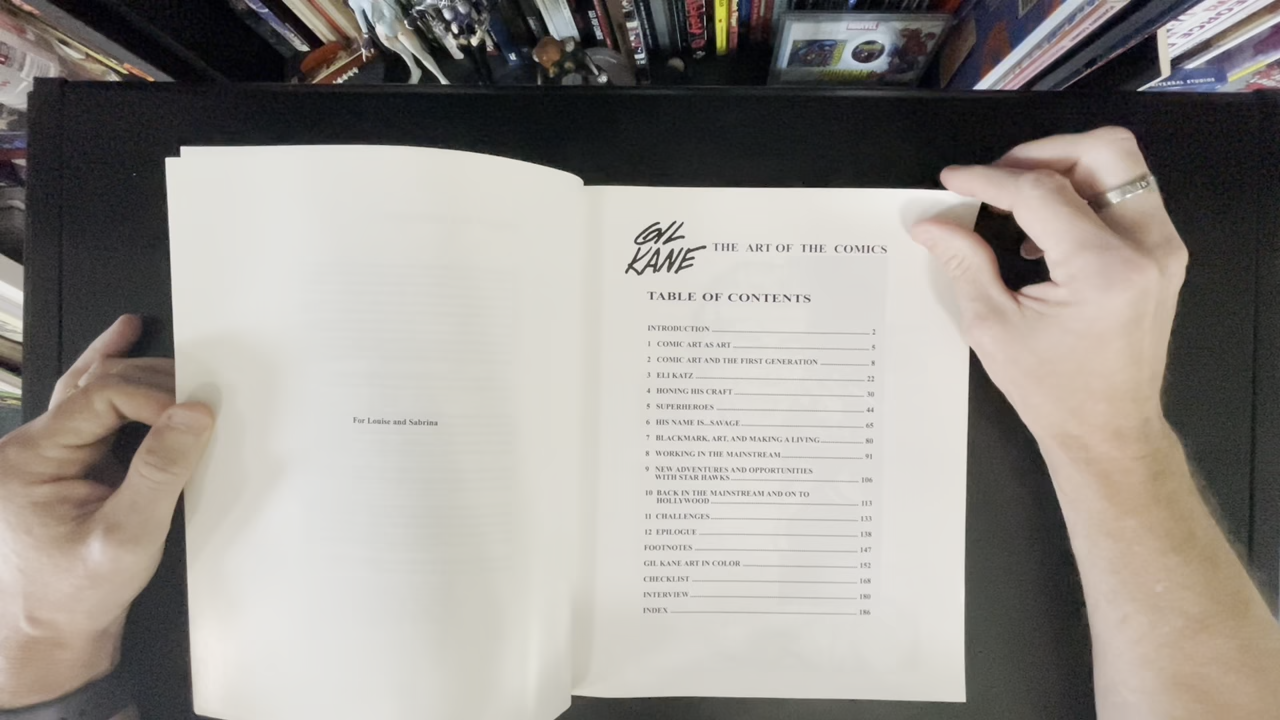 MARVEL
UNIVERSAL STUDIOS
For Louise and Sabrina
GIL KANE THE ART OF THE COMICS
TABLE OF CONTENTS
INTRODUCTION 2
1 COMIC ART AS ART 5
2 COMIC ART AND THE FIRST GENERATION 8
3 ELI KATZ 22
4 HONING HIS CRAFT 30
5 SUPERHEROES 44
6 HIS NAME IS...SAVAGE 65
7 BLACKMARK, ART, AND MAKING A LIVING 80
8 WORKING IN THE MAINSTREAM 91
9 NEW ADVENTURES AND OPPORTUNITIES
WITH STAR HAWKS 106
10 BACK IN THE MAINSTREAM AND ON TO
HOLLYWOOD 113
11 CHALLENGES 133
12 EPILOGUE 138
FOOTNOTES 147
GIL KANE ART IN COLOR 152
CHECKLIST 168
INTERVIEW 180
INDEX 186